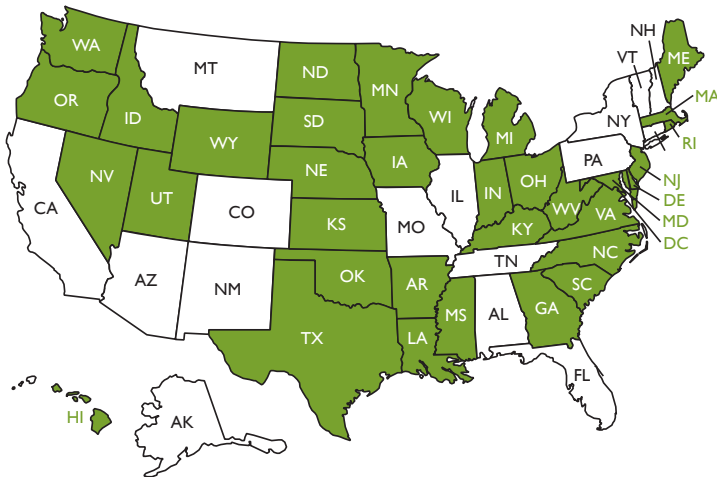 NH
VT
ME
WA
MT
ND
MN
MA
OR
ID
SD
WI
NY
MI
WY
RI
IA
PA
NE
NJ
NV
IL
IN
OH
DE
UT
CA
CO
WV
VA
MD
KS
MO
KY
DC
NC
TN
OK
AZ
NM
AR
SC
MS
AL
GA
TX
LA
FL
HI
AK